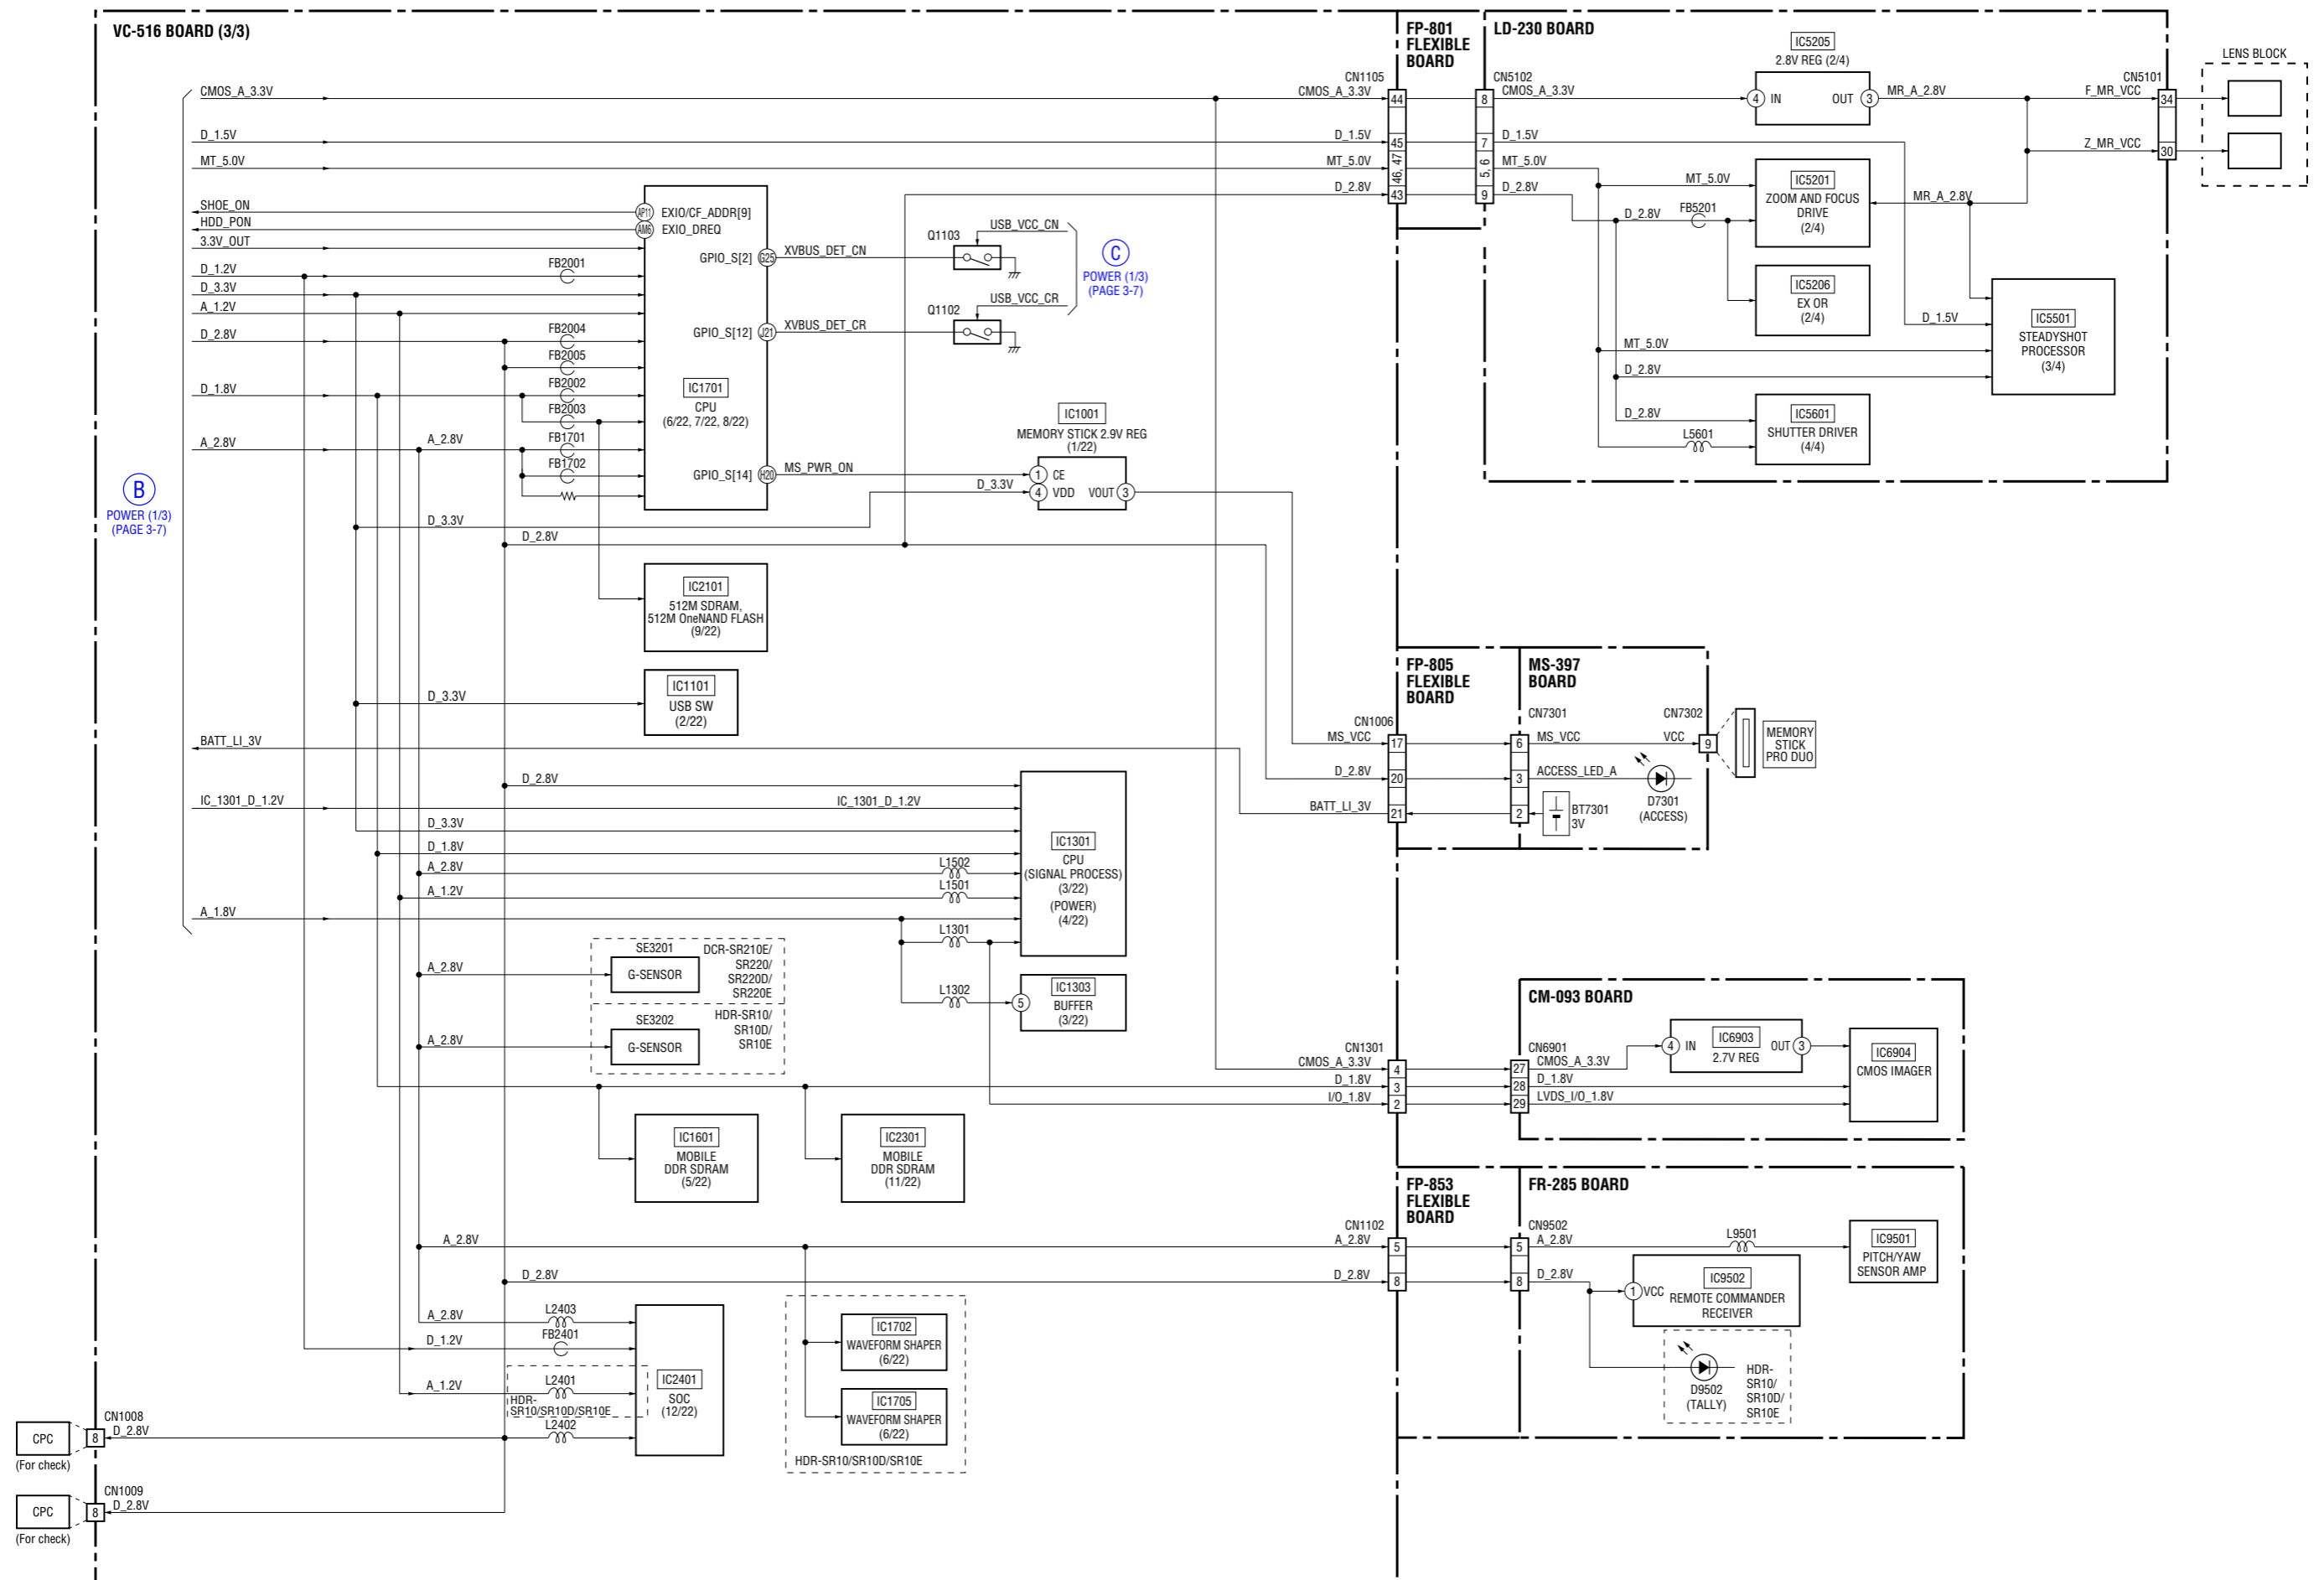 VC-516 BOARD (3/3)
CMOS_A_3.3V
D_1.5V
MT_5.0V
SHOE_ON
HDD_PON
3.3V_OUT
D_1.2V
D_3.3V
A_1.2V
D_2.8V
D_1.8V
A_2.8V
B
POWER (1/3)
(PAGE 3-7)
BATT_LI_3V
IC_1301_D_1.2V
A_1.8V
FB2001
FB2004
FB2005
FB2002
FB2003
A_2.8V
FB1701
FB1702
AP11
EXIO/CF_ADDR[9]
AM6
EXIO_DREQ
GPIO_S[2]
G25
XVBUS_DET_CN
GPIO_S[12]
J21
XVBUS_DET_CR
IC1701
CPU
(6/22, 7/22, 8/22)
GPIO_S[14]
H20
MS_PWR_ON
Q1103
USB_VCC_CN
Q1102
USB_VCC_CR
C
POWER (1/3)
(PAGE 3-7)
IC1001
MEMORY STICK 2.9V REG
(1/22)
1
CE
D_3.3V
4
VDD
VOUT
3
D_3.3V
D_2.8V
IC2101
512M SDRAM,
512M OneNAND FLASH
(9/22)
D_3.3V
IC1101
USB SW
(2/22)
D_2.8V
IC_1301_D_1.2V
D_3.3V
D_1.8V
A_2.8V
L1502
A_1.2V
L1501
L1301
IC1301
CPU
(SIGNAL PROCESS)
(3/22)
(POWER)
(4/22)
L1302
5
IC1303
BUFFER
(3/22)
A_2.8V
SE3201
G-SENSOR
DCR-SR210E/
SR220/
SR220D/
SR220E
A_2.8V
SE3202
G-SENSOR
HDR-SR10/
SR10D/
SR10E
IC1601
MOBILE
DDR SDRAM
(5/22)
IC2301
MOBILE
DDR SDRAM
(11/22)
A_2.8V
D_2.8V
A_2.8V
L2403
D_1.2V
FB2401
A_1.2V
L2401
HDR-
SR10/SR10D/SR10E
L2402
IC2401
SOC
(12/22)
IC1702
WAVEFORM SHAPER
(6/22)
IC1705
WAVEFORM SHAPER
(6/22)
HDR-SR10/SR10D/SR10E
CPC
(For check)
CN1008
8
D_2.8V
CPC
(For check)
CN1009
8
D_2.8V
FP-801
FLEXIBLE
BOARD
CN1105
CMOS_A_3.3V
44
D_1.5V
45
MT_5.0V
46, 47
D_2.8V
43
LD-230 BOARD
CN5102
8
CMOS_A_3.3V
7
D_1.5V
5, 6
MT_5.0V
9
D_2.8V
IC5205
2.8V REG (2/4)
4
IN
OUT
3
MR_A_2.8V
CN5101
F_MR_VCC
34
Z_MR_VCC
30
LENS BLOCK
MT_5.0V
D_2.8V
FB5201
IC5201
ZOOM AND FOCUS
DRIVE
(2/4)
MR_A_2.8V
IC5206
EX OR
(2/4)
D_1.5V
MT_5.0V
D_2.8V
IC5501
STEADYSHOT
PROCESSOR
(3/4)
D_2.8V
L5601
IC5601
SHUTTER DRIVER
(4/4)
FP-805
FLEXIBLE
BOARD
CN1006
MS_VCC
17
D_2.8V
20
BATT_LI_3V
21
MS-397
BOARD
CN7301
6
MS_VCC
3
ACCESS_LED_A
2
BT7301
3V
D7301
(ACCESS)
CN7302
VCC
9
MEMORY
STICK
PRO DUO
CN1301
CMOS_A_3.3V
4
D_1.8V
3
I/O_1.8V
2
CM-093 BOARD
CN6901
27
CMOS_A_3.3V
28
D_1.8V
29
LVDS_I/O_1.8V
4
IN
IC6903
2.7V REG
OUT
3
IC6904
CMOS IMAGER
FP-853
FLEXIBLE
BOARD
CN1102
A_2.8V
5
D_2.8V
8
FR-285 BOARD
CN9502
5
A_2.8V
8
D_2.8V
L9501
IC9501
PITCH/YAW
SENSOR AMP
1
VCC
IC9502
REMOTE COMMANDER
RECEIVER
D9502
(TALLY)
HDR-
SR10/
SR10D/
SR10E